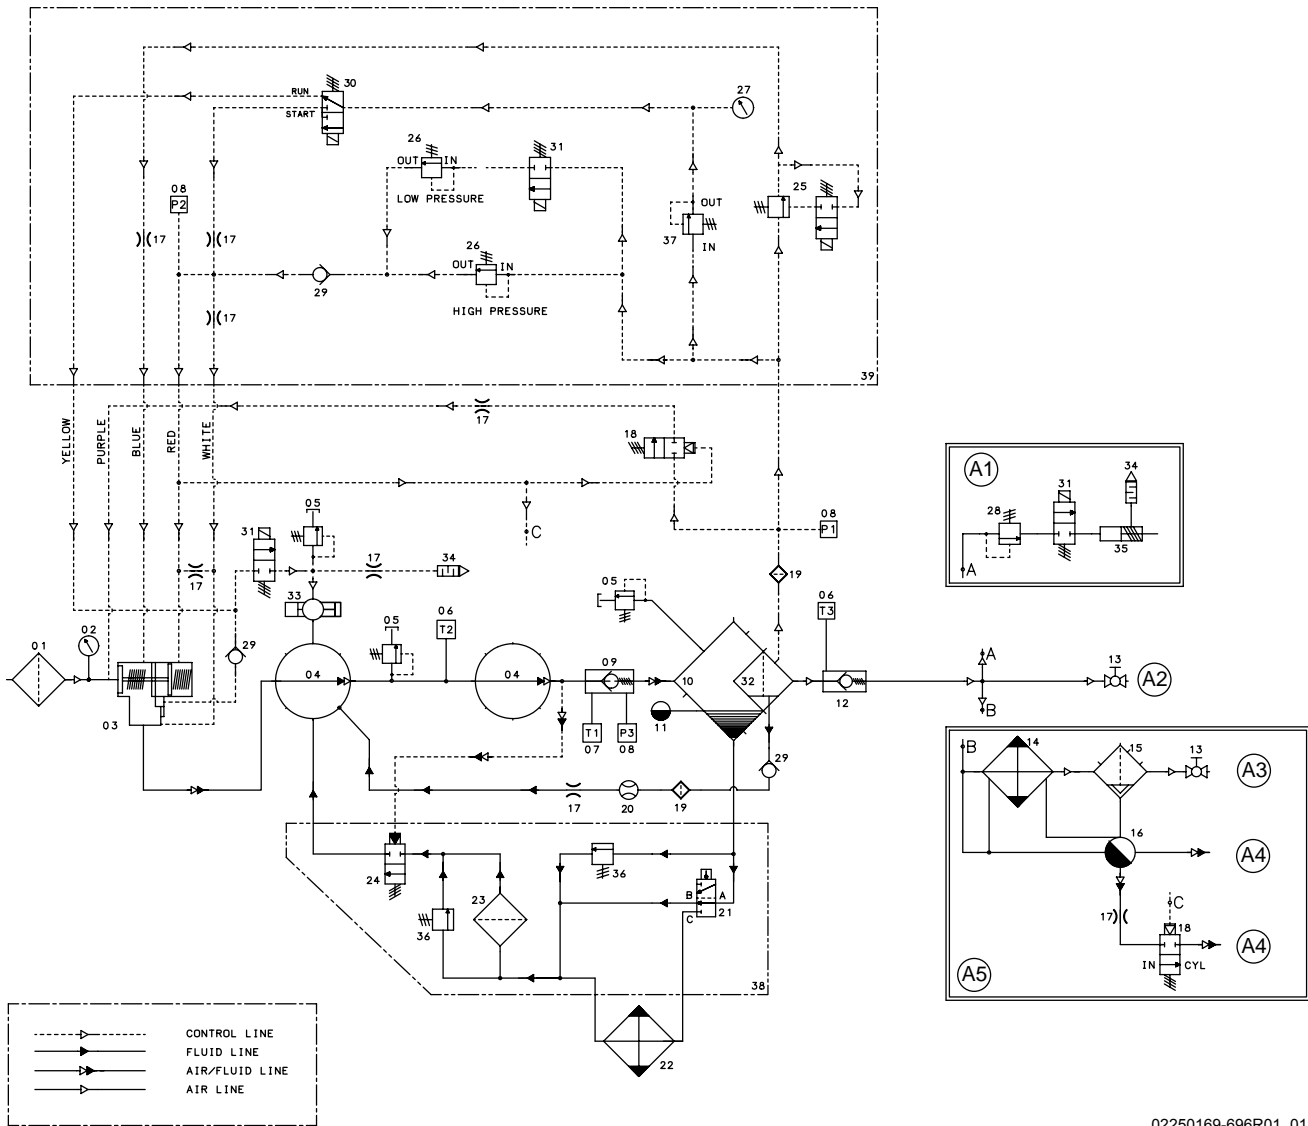 30
RUN
START
27
26
OUT IN
31
LOW PRESSURE
08
P2
25
OUT
37
IN
17
17
26
OUT IN
29
HIGH PRESSURE
17
39
YELLOW
PURPLE
BLUE
RED
WHITE
17
18
A1
34
31
28
35
A
05
31
C
08
P1
17
34
17
19
33
05
06
T2
05
06
T3
01
02
29
03
04
04
09
10
32
12
A
B
13
A2
11
T1
07
P3
08
29
17
20
19
B
14
15
13
A3
16
A4
C
17
18
A4
IN CYL
A5
24
23
36
36
B A
C
21
38
22
CONTROL LINE
FLUID LINE
AIR/FLUID LINE
AIR LINE
02250169-696R01_01